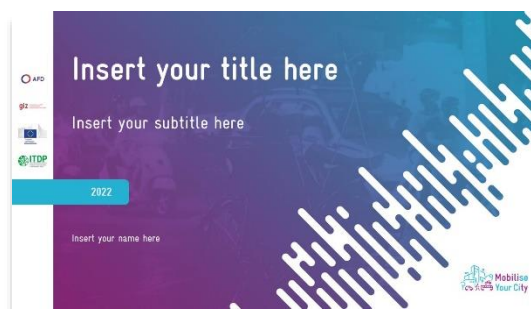 Insert your title here
AFD
giz
Insert your subtitle here
ITDP
2022
Insert your name here
Mobilise
Your City